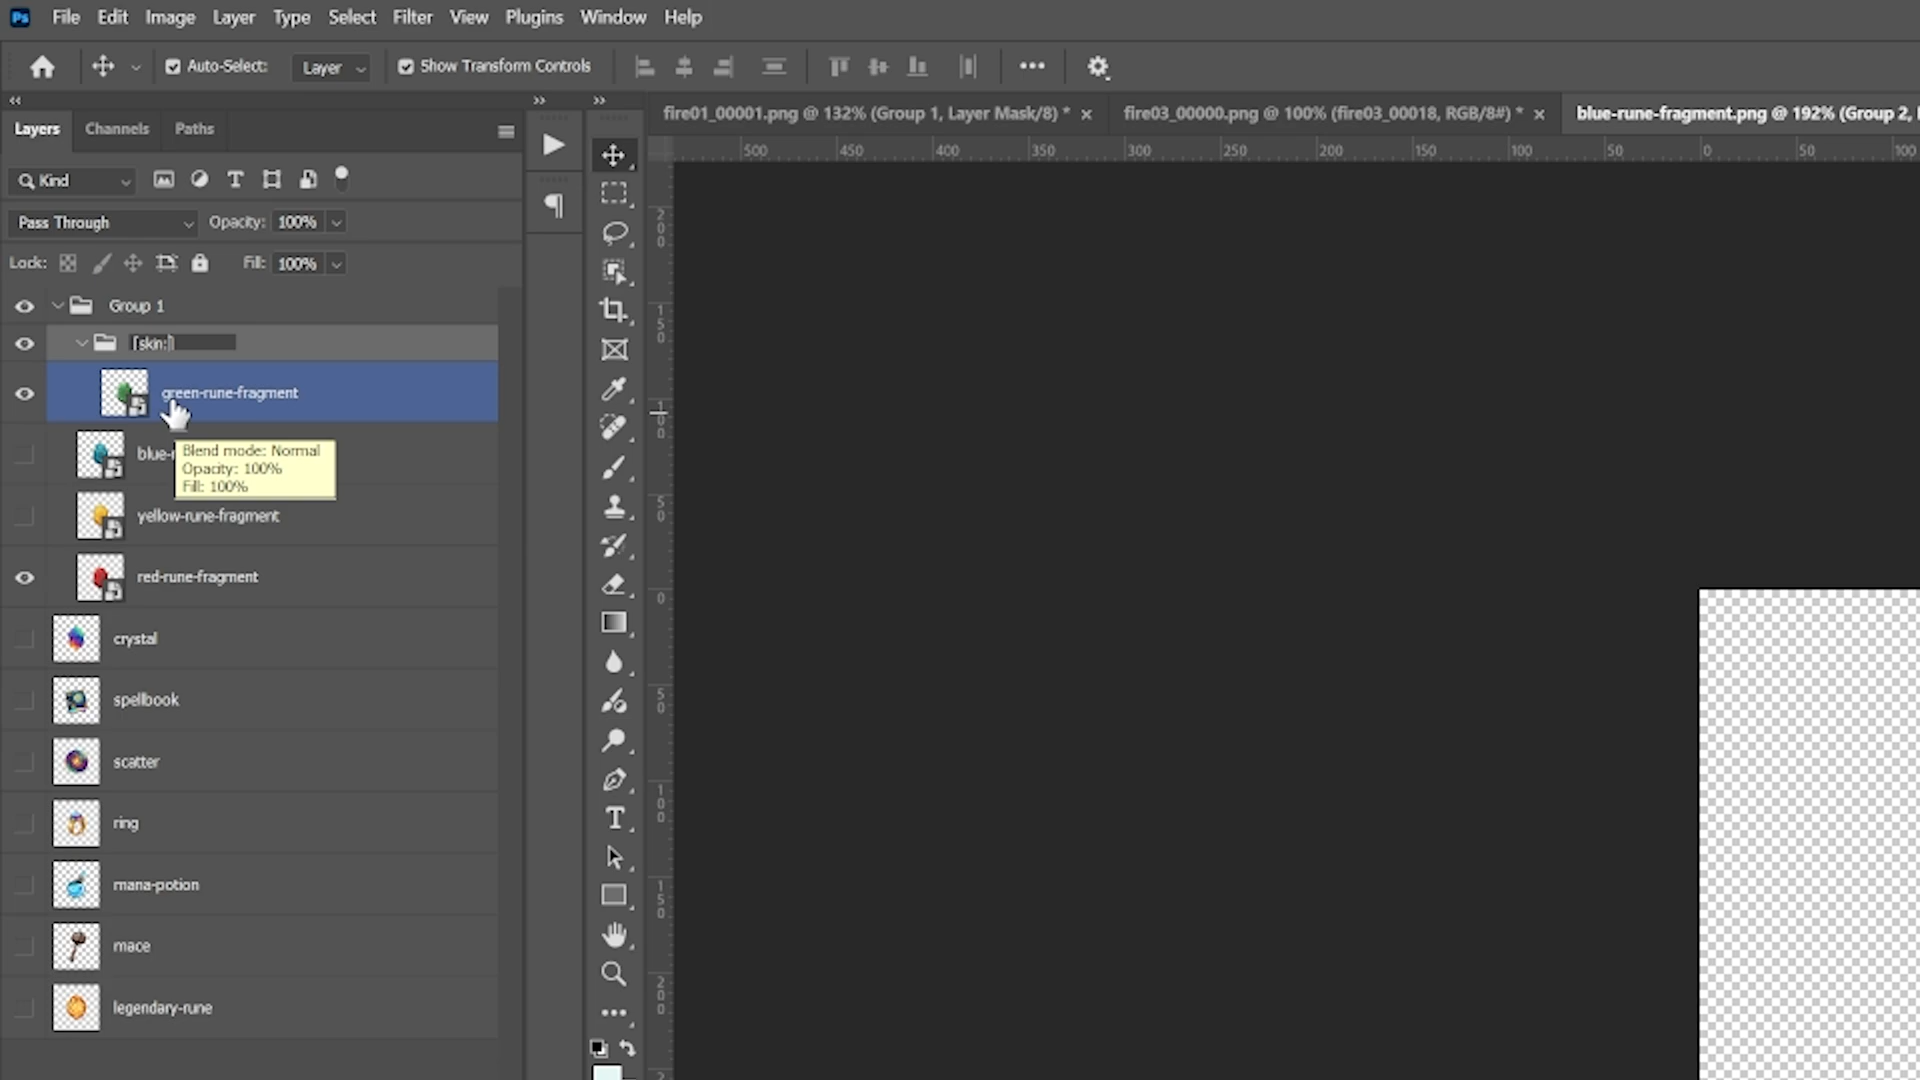 Ps File Edit Image Layer Type Select Filter View Plugins Window Help
Auto-Select: Layer Show Transform Controls
fire01_00001.png @ 132% (Group 1, Layer Mask/8) * × fire03_00000.png @ 100% (fire03_00018, RGB/8#) * × blue-rune-fragment.png @ 192% (Group 2,
Layers Channels Paths
500 450 400 350 300 250 200 150 100 50 0 50 100
Kind
Pass Through Opacity: 100%
Lock: Fill: 100%
Group 1
[skin:]
green-rune-fragment
blue-r
Blend mode: Normal
Opacity: 100%
Fill: 100%
yellow-rune-fragment
red-rune-fragment
crystal
spellbook
scatter
ring
mana-potion
mace
legendary-rune
200
150
100
50
0
50
100
150
200
2